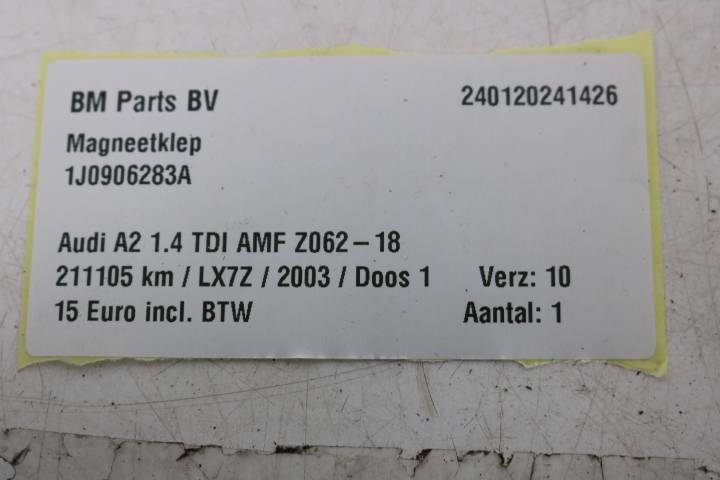 BM Parts BV 240120241426
Magneetklep
1J0906283A
Audi A2 1.4 TDI AMF Z062-18
211105 km / LX7Z / 2003 / Doos 1 Verz: 10
15 Euro incl. BTW Aantal: 1